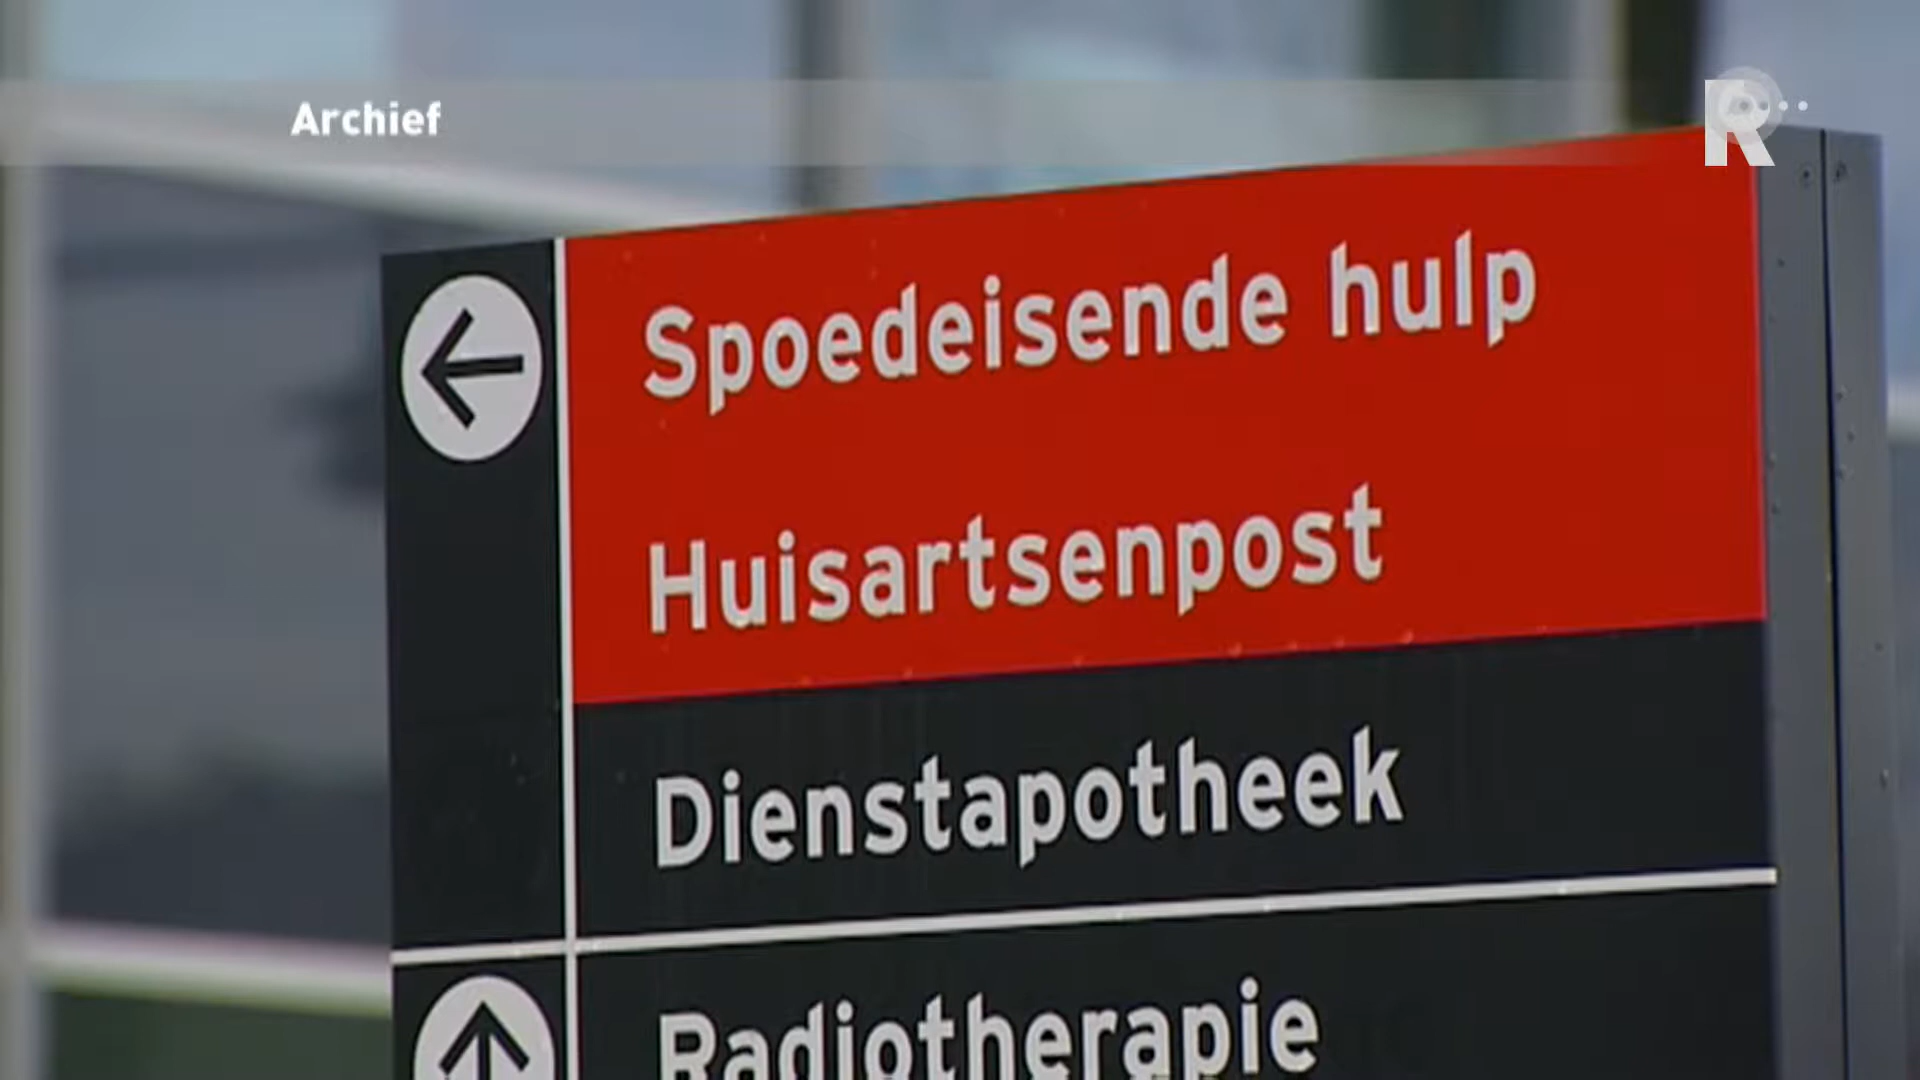 Archief
R
Spoedeisende hulp
Huisartsenpost
Dienstapotheek
Radiotherapie